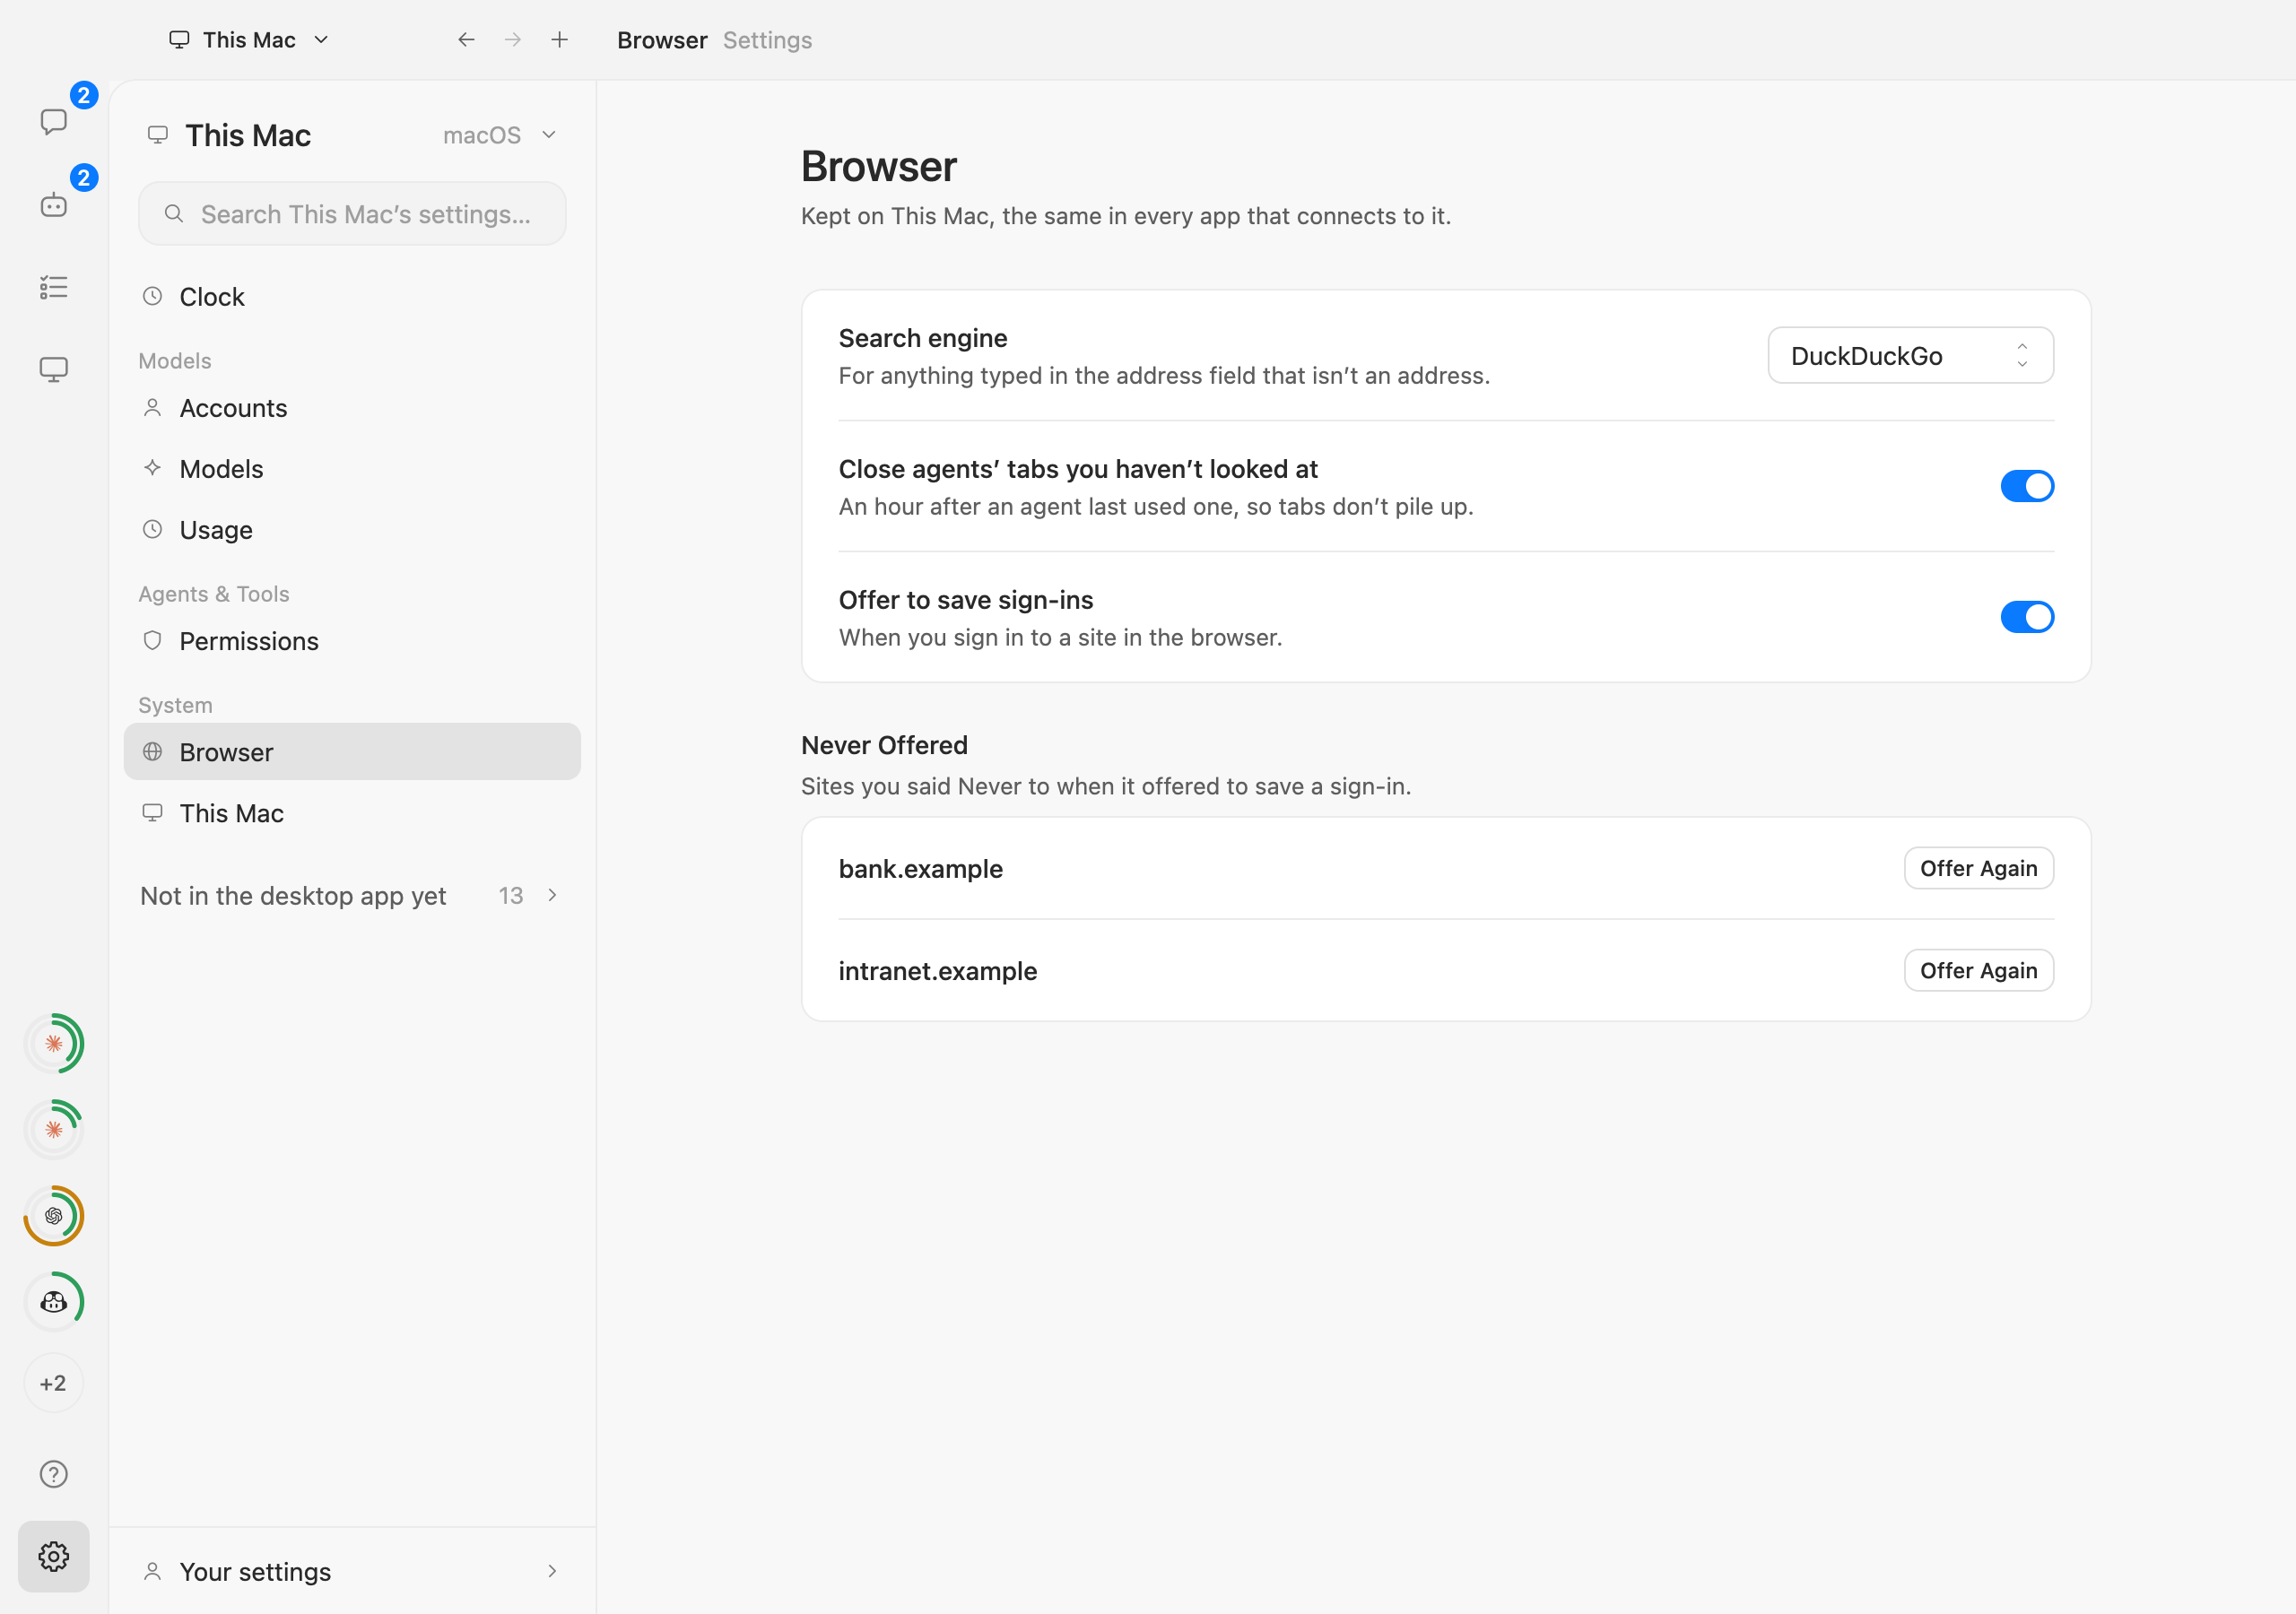 This Mac
Browser Settings
2
2
This Mac macOS
Search This Mac’s settings...
Clock
Models
Accounts
Models
Usage
Agents & Tools
Permissions
System
Browser
This Mac
Not in the desktop app yet 13
+2
Your settings
Browser
Kept on This Mac, the same in every app that connects to it.
Search engine
For anything typed in the address field that isn’t an address.
DuckDuckGo
Close agents’ tabs you haven’t looked at
An hour after an agent last used one, so tabs don’t pile up.
Offer to save sign-ins
When you sign in to a site in the browser.
Never Offered
Sites you said Never to when it offered to save a sign-in.
bank.example
Offer Again
intranet.example
Offer Again